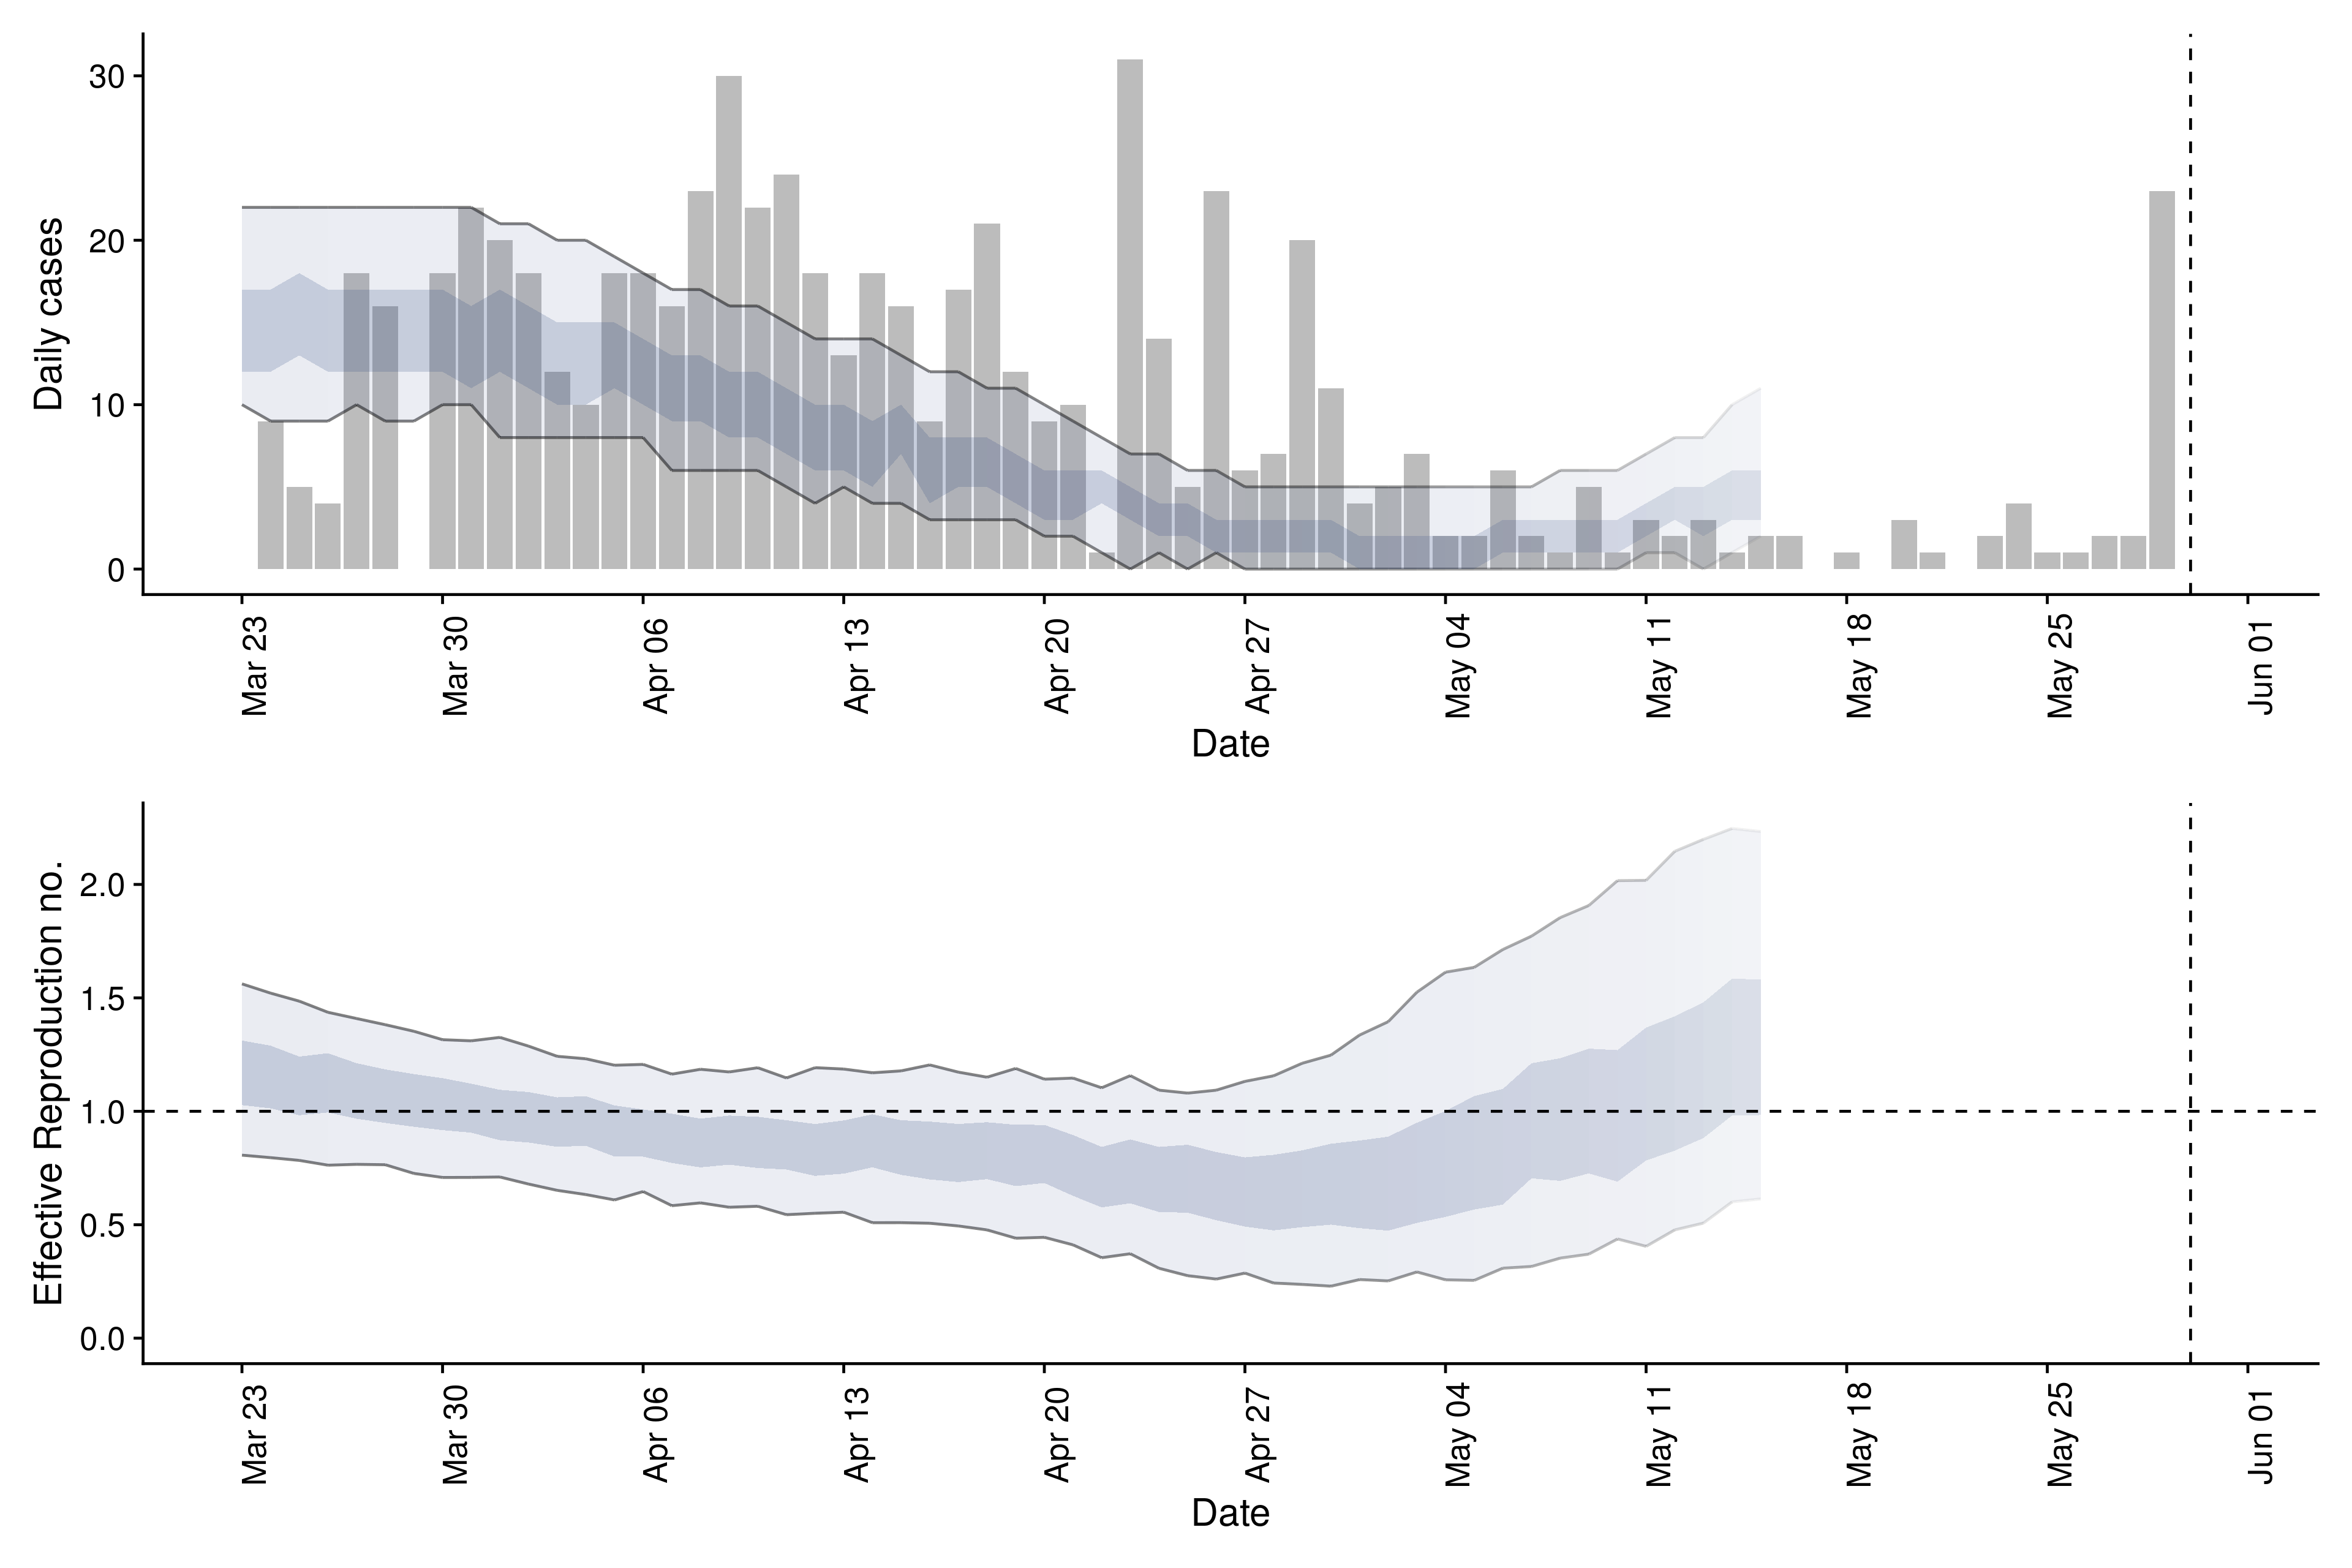 Daily cases
30
20
10
0
Mar 23
Mar 30
Apr 06
Apr 13
Apr 20
Apr 27
May 04
May 11
May 18
May 25
Jun 01
Date
Effective Reproduction no.
2.0
1.5
1.0
0.5
0.0
Mar 23
Mar 30
Apr 06
Apr 13
Apr 20
Apr 27
May 04
May 11
May 18
May 25
Jun 01
Date